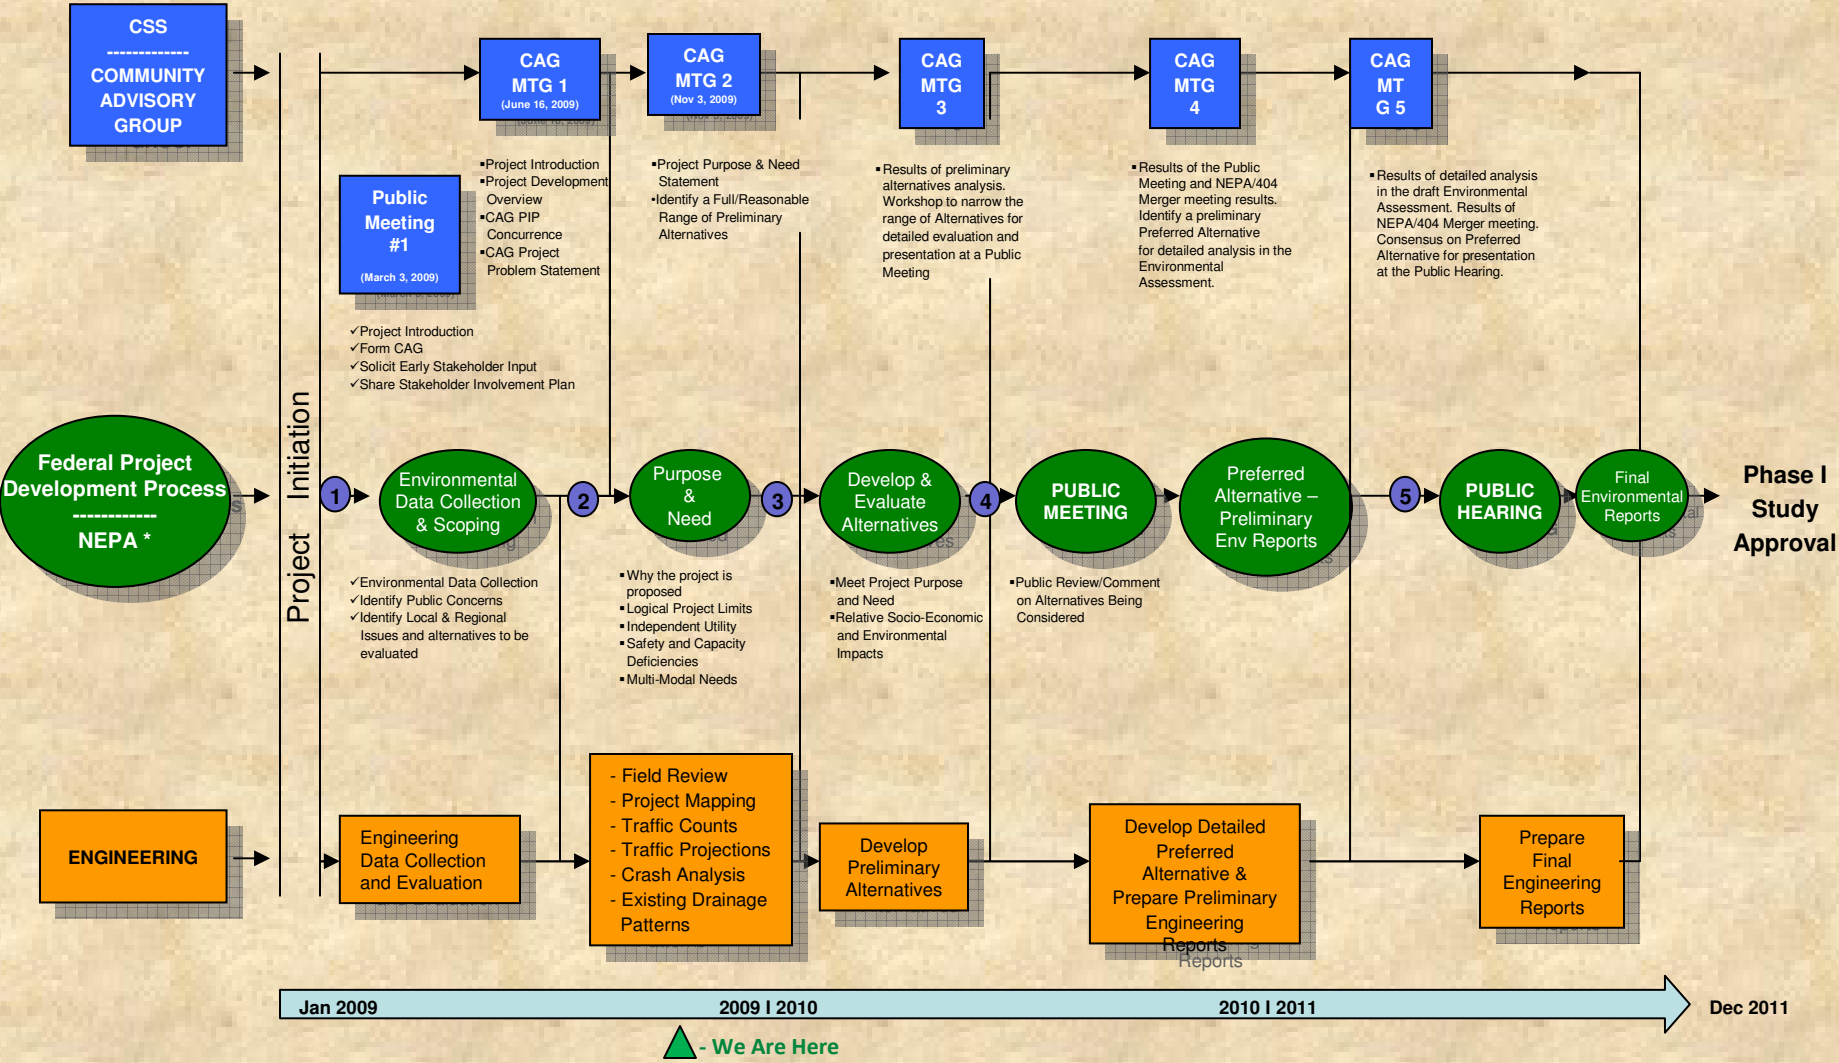 CSS
-------------
COMMUNITY
ADVISORY
GROUP
CAG
MTG 1
(June 16, 2009)
CAG
MTG 2
(Nov 3, 2009)
CAG
MTG
3
CAG
MTG
4
CAG
MT
G 5
Public
Meeting
#1
(March 3, 2009)
▪Project Introduction
▪Project Development
Overview
▪CAG PIP
Concurrence
▪CAG Project
Problem Statement
▪Project Purpose & Need
Statement
•Identify a Full/Reasonable
Range of Preliminary
Alternatives
▪Results of preliminary
alternatives analysis.
Workshop to narrow the
range of Alternatives for
detailed evaluation and
presentation at a Public
Meeting
▪Results of the Public
Meeting and NEPA/404
Merger meeting results.
Identify a preliminary
Preferred Alternative
for detailed analysis in the
Environmental
Assessment.
▪Results of detailed analysis
in the draft Environmental
Assessment. Results of
NEPA/404 Merger meeting.
Consensus on Preferred
Alternative for presentation
at the Public Hearing.
✓Project Introduction
✓Form CAG
✓Solicit Early Stakeholder Input
✓Share Stakeholder Involvement Plan
Project Initiation
Federal Project
Development Process
------------
NEPA *
1
Environmental
Data Collection
& Scoping
2
Purpose
&
Need
3
Develop &
Evaluate
Alternatives
4
PUBLIC
MEETING
Preferred
Alternative –
Preliminary
Env Reports
5
PUBLIC
HEARING
Final
Environmental
Reports
Phase I
Study
Approval
✓Environmental Data Collection
✓Identify Public Concerns
✓Identify Local & Regional
Issues and alternatives to be
evaluated
▪Why the project is
proposed
▪Logical Project Limits
▪Independent Utility
▪Safety and Capacity
Deficiencies
▪Multi-Modal Needs
▪Meet Project Purpose
and Need
▪Relative Socio-Economic
and Environmental
Impacts
▪Public Review/Comment
on Alternatives Being
Considered
ENGINEERING
Engineering
Data Collection
and Evaluation
- Field Review
- Project Mapping
- Traffic Counts
- Traffic Projections
- Crash Analysis
- Existing Drainage
Patterns
Develop
Preliminary
Alternatives
Develop Detailed
Preferred
Alternative &
Prepare Preliminary
Engineering
Reports
Prepare
Final
Engineering
Reports
Jan 2009
2009 I 2010
2010 I 2011
Dec 2011
- We Are Here